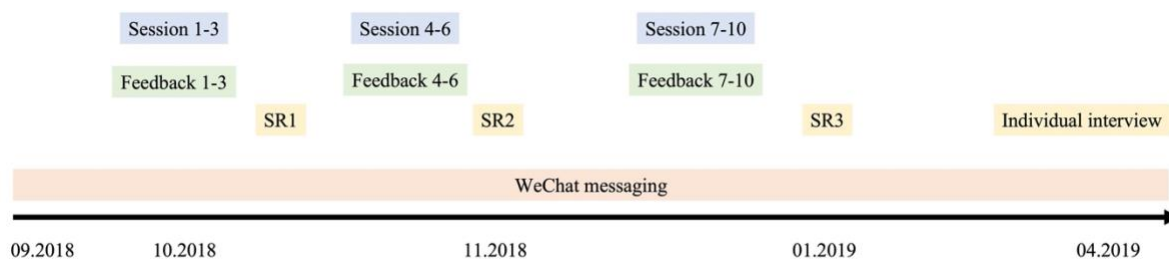 Session 1-3
Session 4-6
Session 7-10
Feedback 1-3
Feedback 4-6
Feedback 7-10
SR1
SR2
SR3
Individual interview
WeChat messaging
09.2018
10.2018
11.2018
01.2019
04.2019